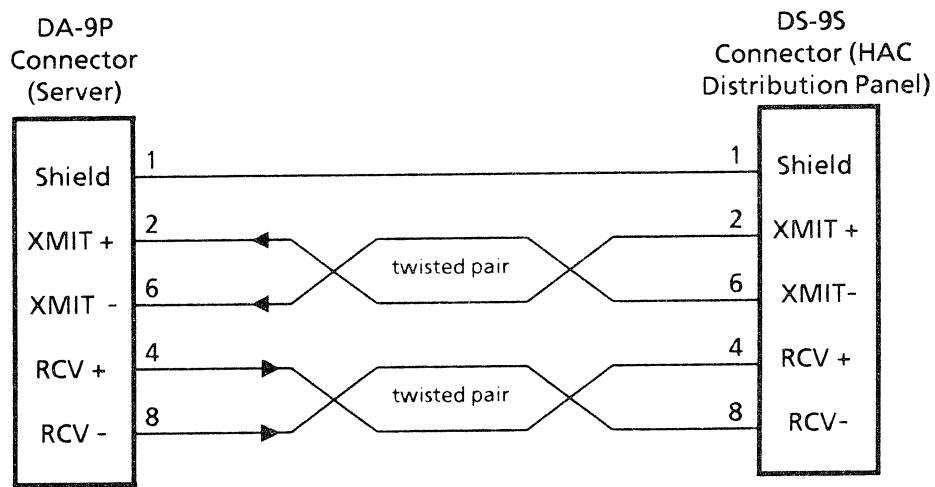 DA-9P
Connector
(Server)
DS-9S
Connector (HAC
Distribution Panel)
Shield 1 1 Shield
XMIT + 2 2 XMIT +
twisted pair
XMIT - 6 6 XMIT-
RCV + 4 4 RCV +
twisted pair
RCV - 8 8 RCV-